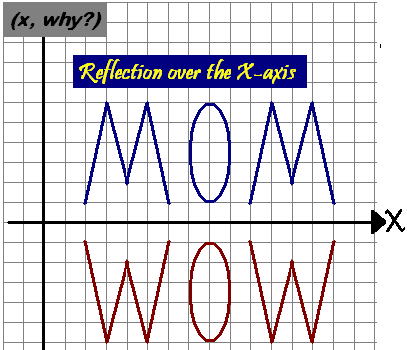 (x, why?)
Reflection over the X-axis
MOM
X
WOW